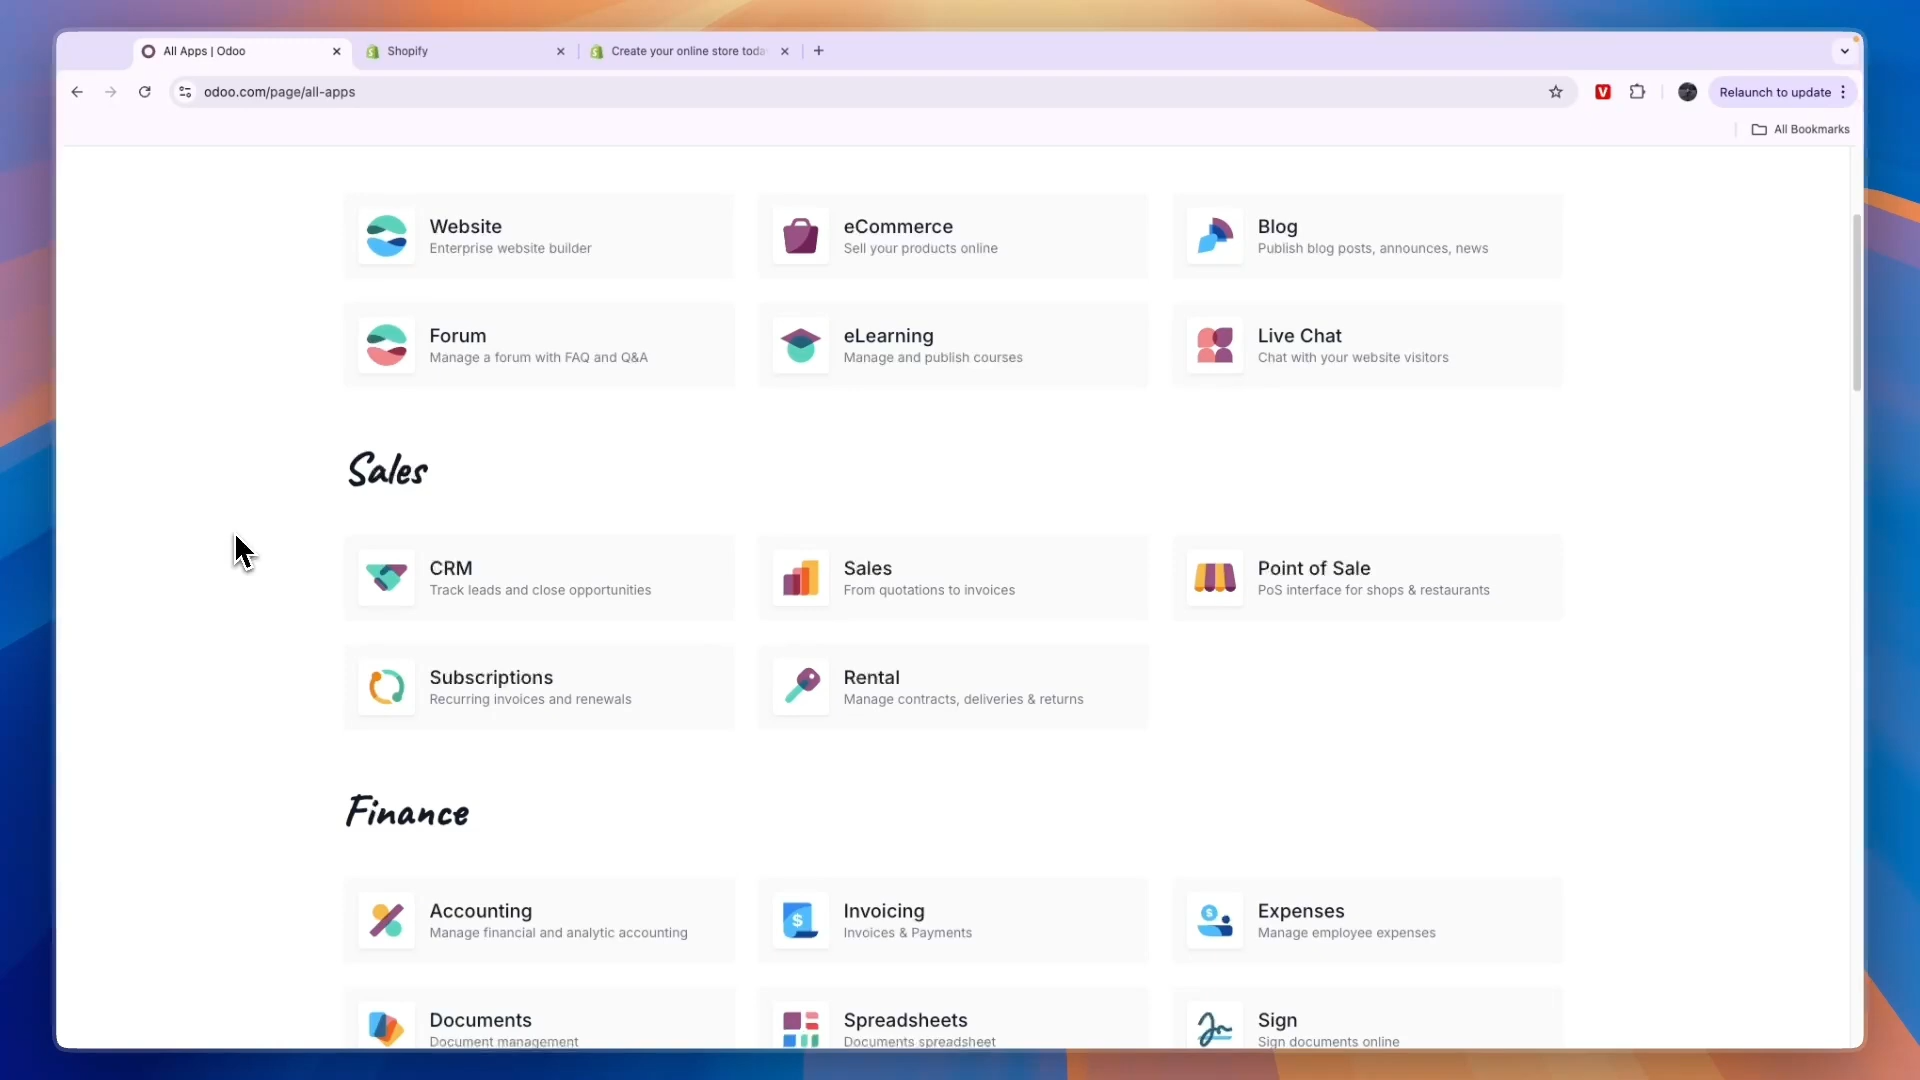 All Apps | Odoo
Shopify
Create your online store toda
odoo.com/page/all-apps
Relaunch to update
All Bookmarks
Website
Enterprise website builder
eCommerce
Sell your products online
Blog
Publish blog posts, announces, news
Forum
Manage a forum with FAQ and Q&A
eLearning
Manage and publish courses
Live Chat
Chat with your website visitors
Sales
CRM
Track leads and close opportunities
Sales
From quotations to invoices
Point of Sale
PoS interface for shops & restaurants
Subscriptions
Recurring invoices and renewals
Rental
Manage contracts, deliveries & returns
Finance
Accounting
Manage financial and analytic accounting
Invoicing
Invoices & Payments
Expenses
Manage employee expenses
Documents
Document management
Spreadsheets
Documents spreadsheet
Sign
Sign documents online